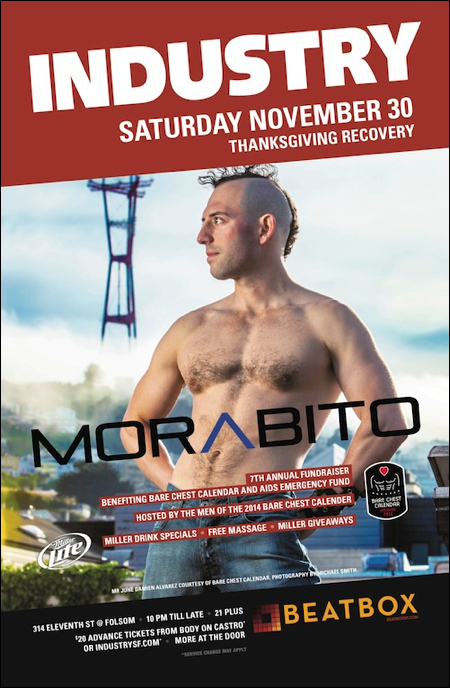 INDUSTRY
SATURDAY NOVEMBER 30
THANKSGIVING RECOVERY
MORΛBITO
7TH ANNUAL FUNDRAISER
BENEFITING BARE CHEST CALENDAR AND AIDS EMERGENCY FUND
HOSTED BY THE MEN OF THE 2014 BARE CHEST CALENDER
MILLER DRINK SPECIALS • FREE MASSAGE • MILLER GIVEAWAYS
BARE CHEST
CALENDAR
Miller
Lite
MR JUNE DAMIEN ALVAREZ COURTESY OF BARE CHEST CALENDAR. PHOTOGRAPHY BY MICHAEL SMITH.
314 ELEVENTH ST @ FOLSOM • 10 PM TILL LATE • 21 PLUS
$20 ADVANCE TICKETS FROM BODY ON CASTRO*
OR INDUSTRYSF.COM* • MORE AT THE DOOR
*SERVICE CHARGE MAY APPLY
BEATBOX
BEATBOXSF.COM